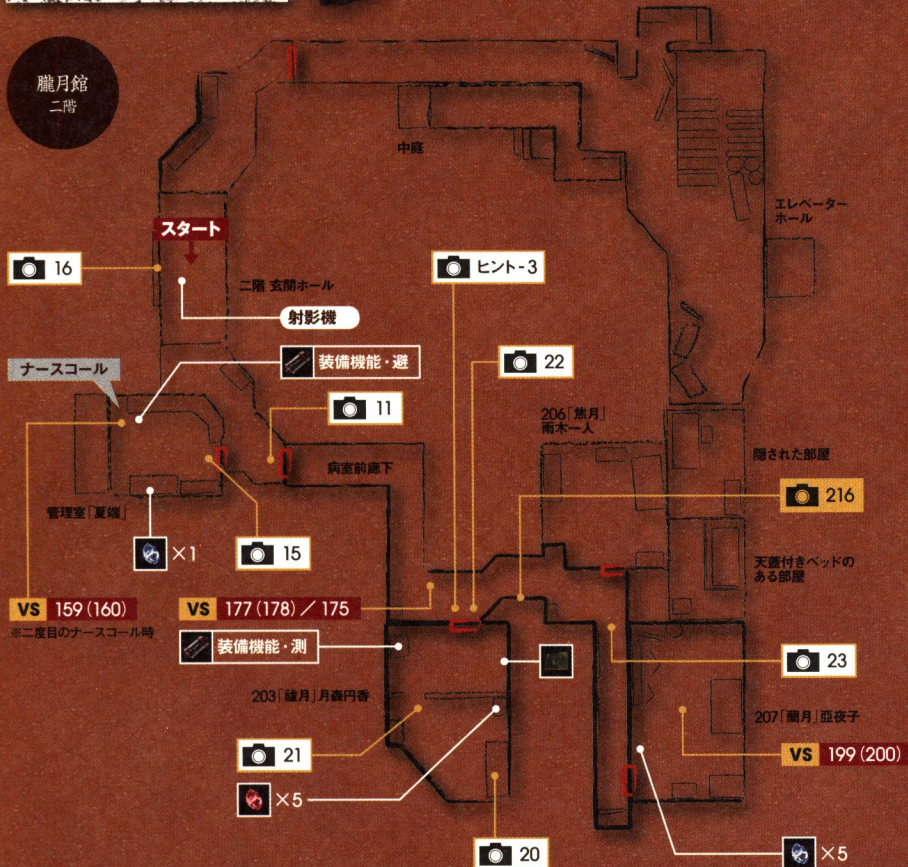 朧月館
二階
中庭
エレベーター
ホール
スタート
16
二階 玄関ホール
ヒント-3
射影機
ナースコール
装備機能・避
22
11
206「焦月」
雨木一人
病室前廊下
隠された部屋
216
管理室「夏端」
×1
15
天蓋付きベッドの
ある部屋
VS 159(160)
※二度目のナースコール時
VS 177(178)/175
装備機能・測
23
203「祓月」月森円香
207「蘭月」亞夜子
21
VS 199(200)
×5
20
×5